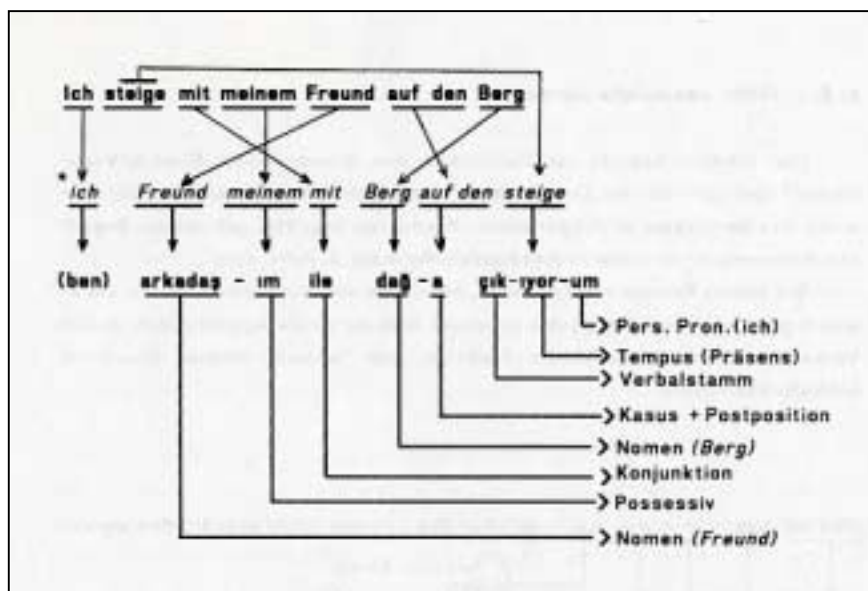 Ich steige mit meinem Freund auf den Berg
* Ich Freund meinem mit Berg auf den steige
(ben) arkadaş ım ile dağ-a çık-ıyor-um
Pers. Pron.(ich)
Tempus (Präsens)
Verbalstamm
Kasus + Postposition
Nomen (Berg)
Konjunktion
Possessiv
Nomen (Freund)